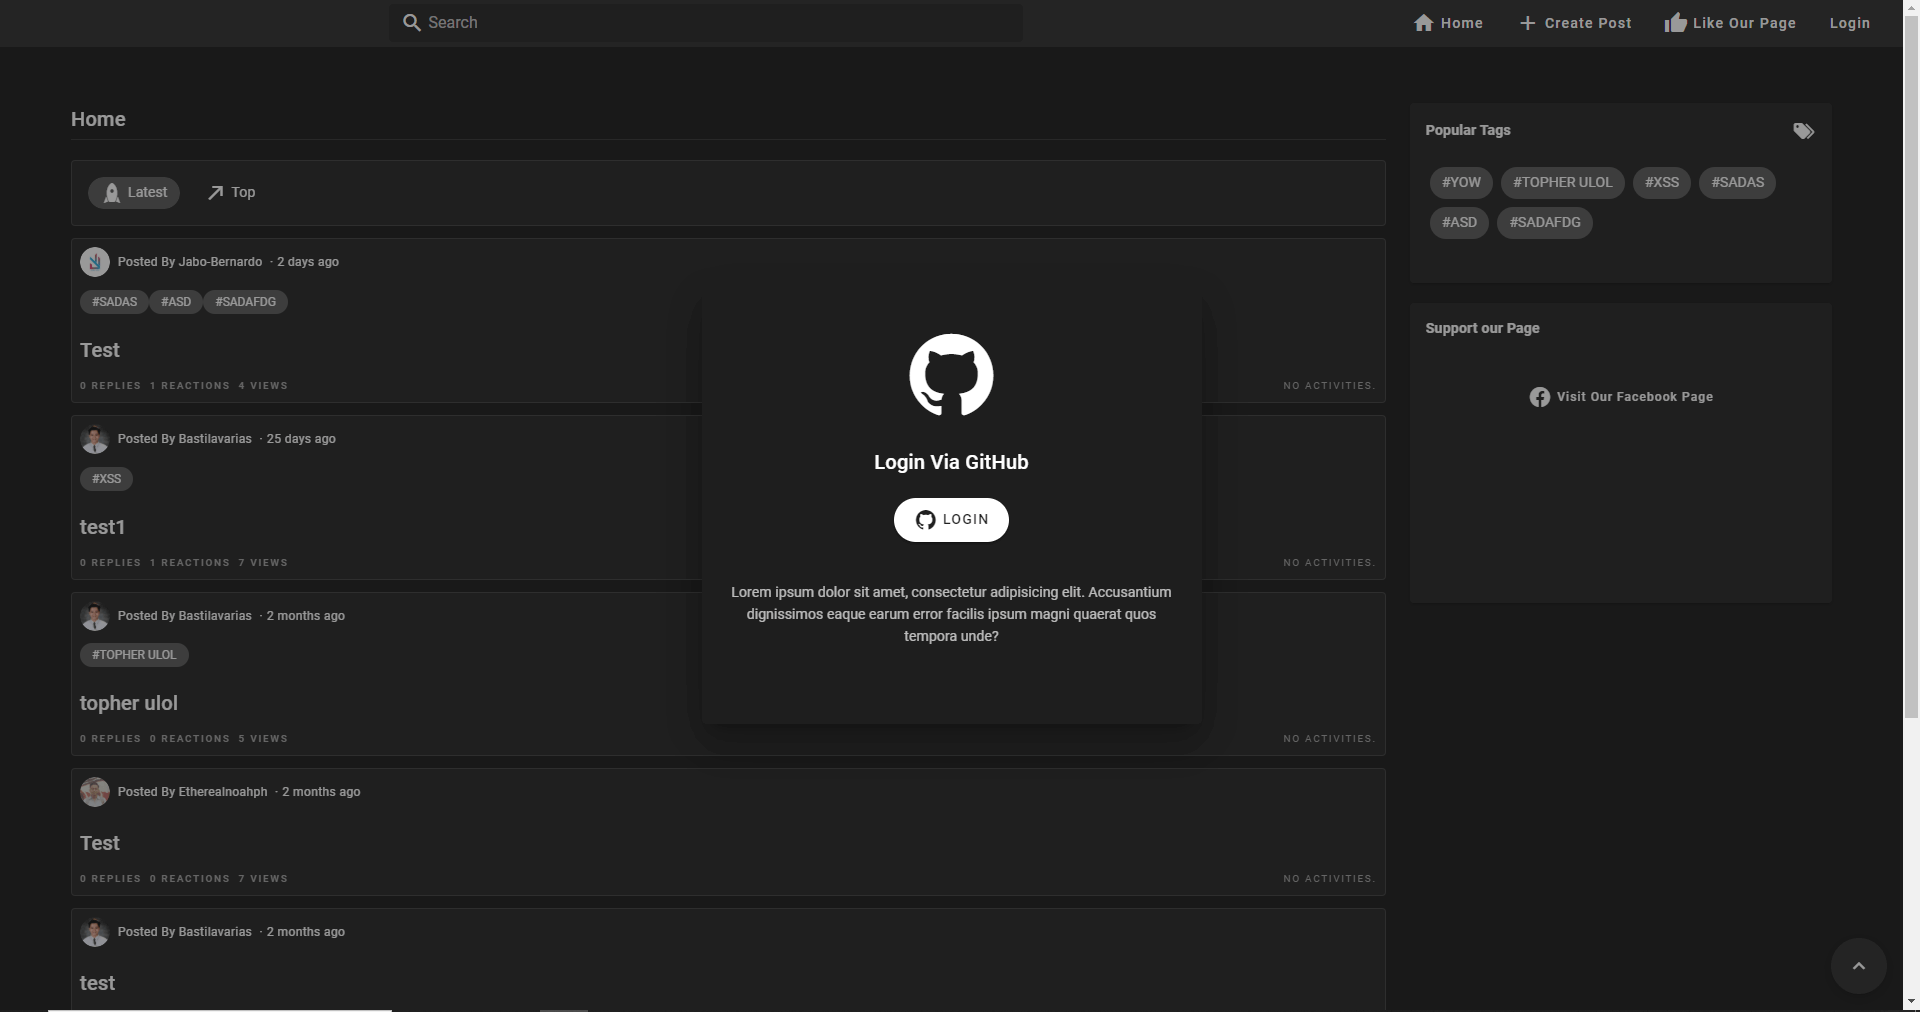 Search
Home
Create Post
Like Our Page
Login
Home
Latest
Top
Posted By Jabo-Bernardo · 2 days ago
#SADAS #ASD #SADAFDG
Test
0 REPLIES 1 REACTIONS 4 VIEWS
NO ACTIVITIES.
Posted By Bastilavarias · 25 days ago
#XSS
test1
0 REPLIES 1 REACTIONS 7 VIEWS
NO ACTIVITIES.
Posted By Bastilavarias · 2 months ago
#TOPHER ULOL
topher ulol
0 REPLIES 0 REACTIONS 5 VIEWS
NO ACTIVITIES.
Posted By Etherealnoahph · 2 months ago
Test
0 REPLIES 0 REACTIONS 7 VIEWS
NO ACTIVITIES.
Posted By Bastilavarias · 2 months ago
test
Login Via GitHub
LOGIN
Lorem ipsum dolor sit amet, consectetur adipisicing elit. Accusantium
dignissimos eaque earum error facilis ipsum magni quaerat quos
tempora unde?
Popular Tags
#YOW #TOPHER ULOL #XSS #SADAS
#ASD #SADAFDG
Support our Page
Visit Our Facebook Page